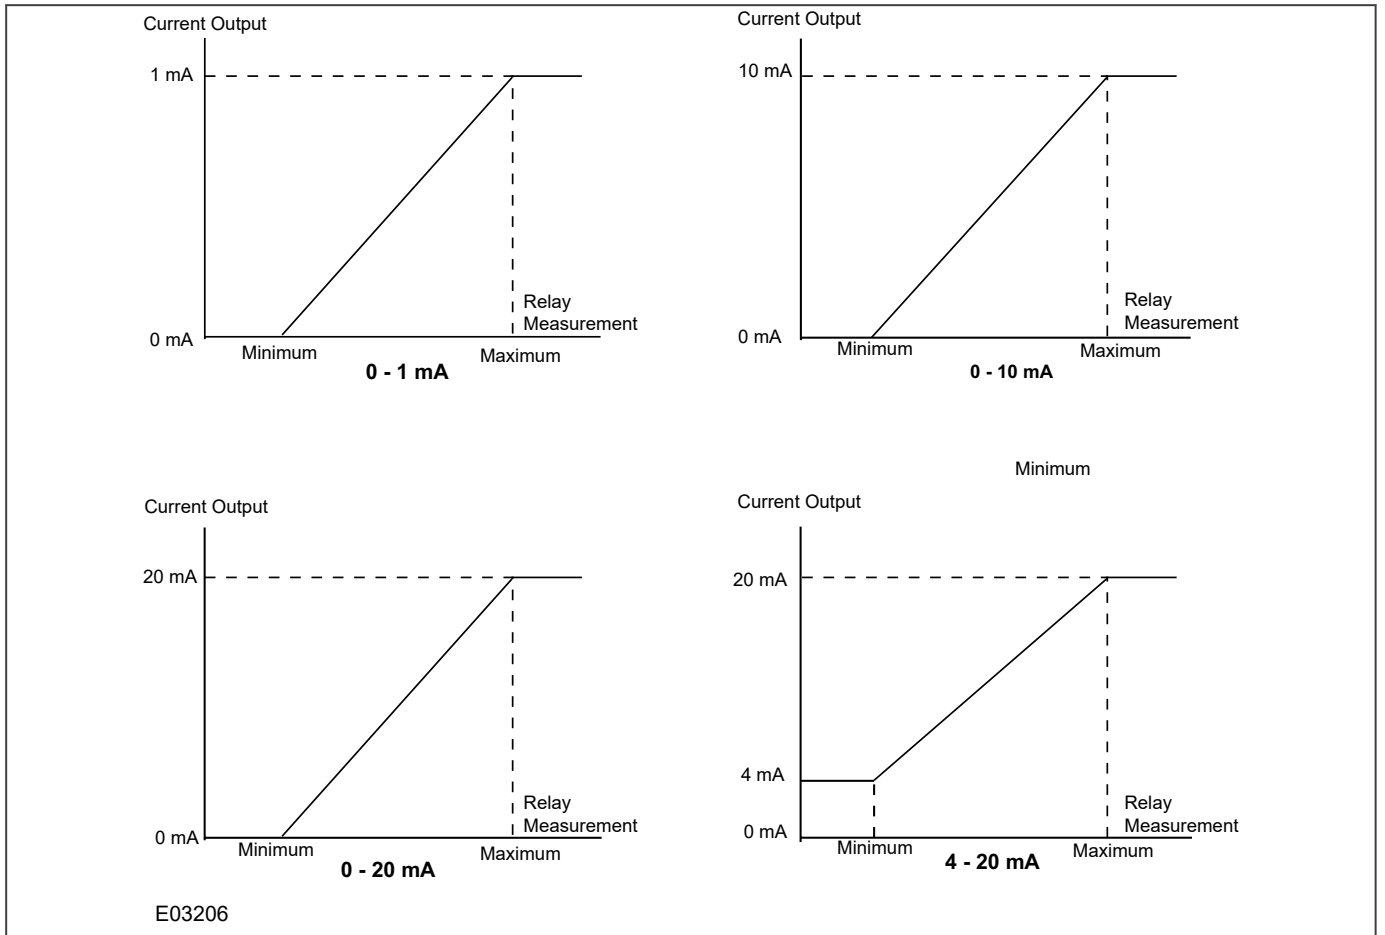 Current Output
1 mA
0 mA
Minimum
Maximum
Relay
Measurement
0 - 1 mA
Current Output
10 mA
0 mA
Minimum
Maximum
Relay
Measurement
0 - 10 mA
Minimum
Current Output
20 mA
0 mA
Minimum
Maximum
Relay
Measurement
0 - 20 mA
Current Output
20 mA
4 mA
0 mA
Minimum
Maximum
Relay
Measurement
4 - 20 mA
E03206